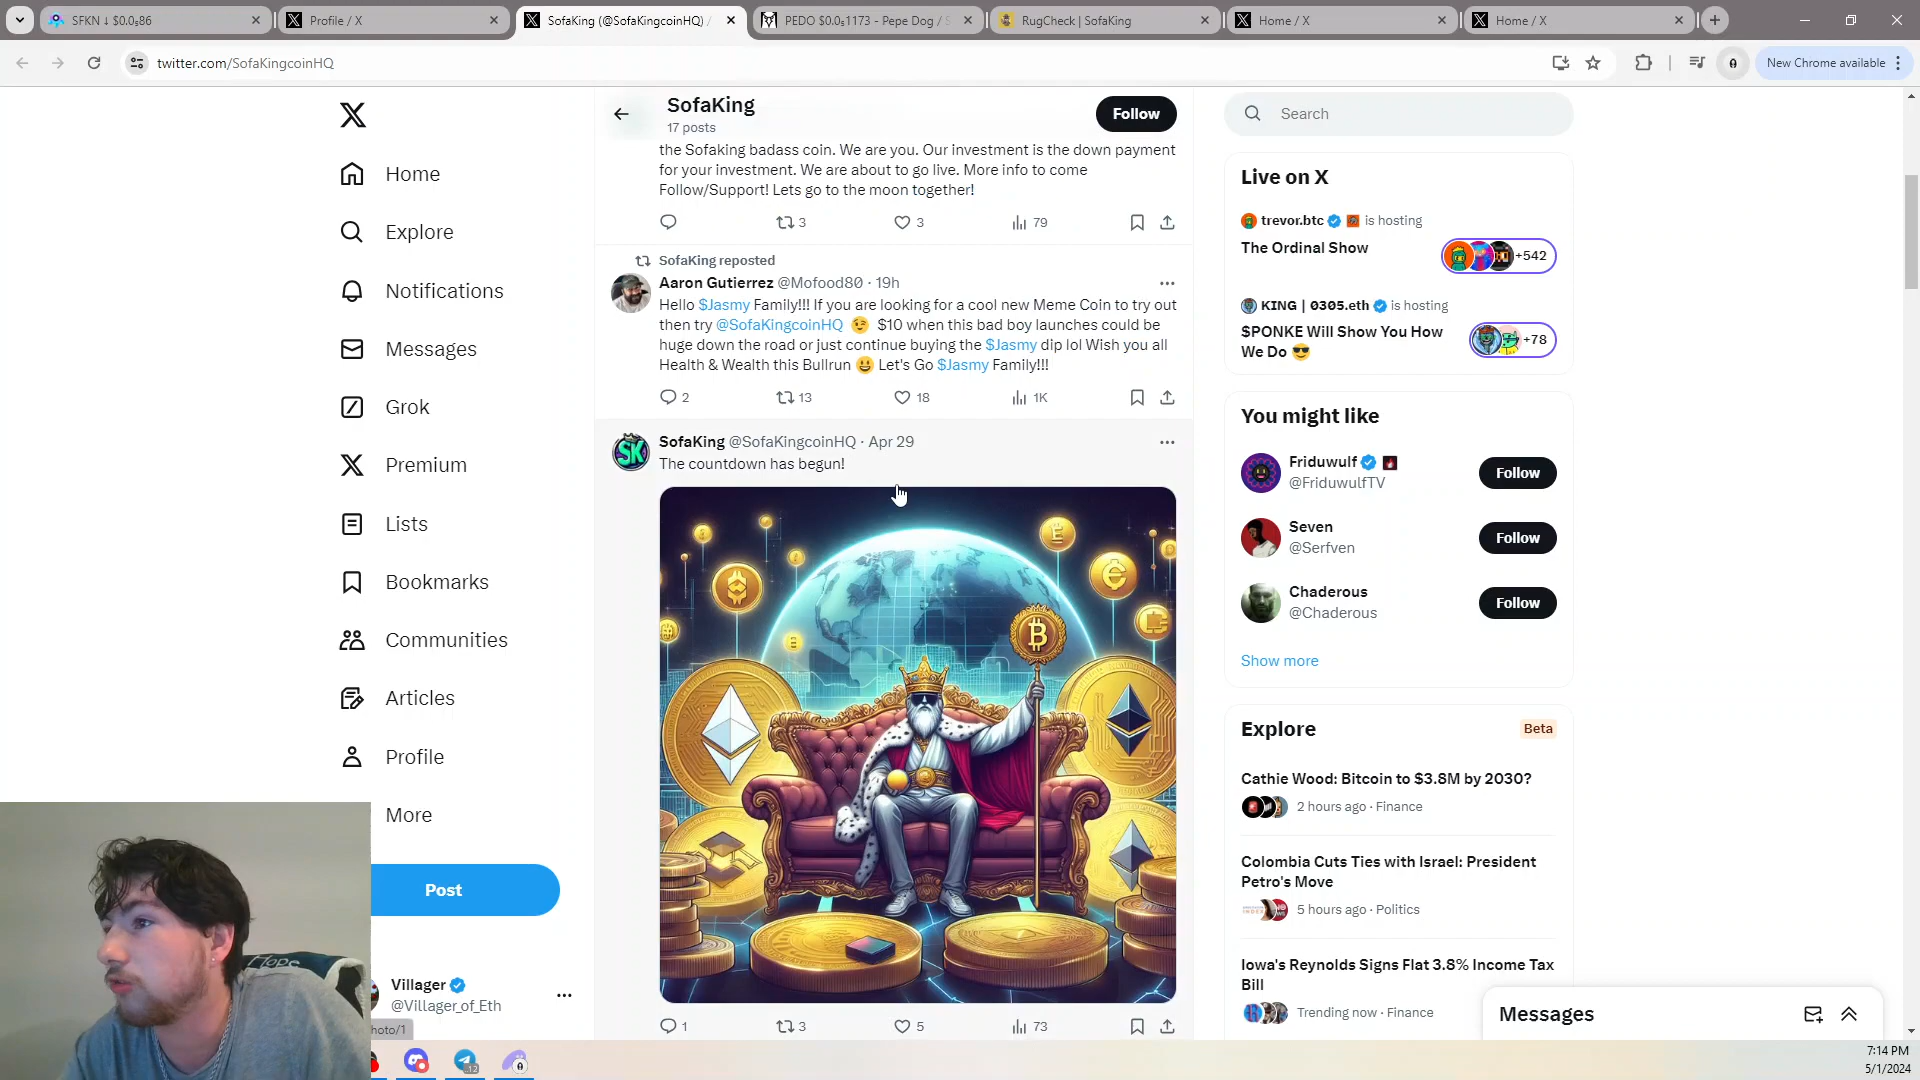 SFKN ↓ $0.0₅86
Profile / X
SofaKing (@SofaKingcoinHQ) /
PEDO $0.0₅1173 - Pepe Dog / S
RugCheck | SofaKing
Home / X
Home / X
twitter.com/SofaKingcoinHQ
New Chrome available
Home
Explore
Notifications
Messages
Grok
Lists
Premium
Bookmarks
Communities
Articles
Profile
More
Post
Villager
@Villager_of_Eth
hoto/1
SofaKing
17 posts
Follow
the Sofaking badass coin. We are you. Our investment is the down payment
for your investment. We are about to go live. More info to come
Follow/Support! Lets go to the moon together!
3 3 79
SofaKing reposted
Aaron Gutierrez @Mofood80 · 19h
Hello $Jasmy Family!!! If you are looking for a cool new Meme Coin to try out
then try @SofaKingcoinHQ 😉 $10 when this bad boy launches could be
huge down the road or just continue buying the $Jasmy dip lol Wish you all
Health & Wealth this Bullrun 😃 Let's Go $Jasmy Family!!!
2 13 18 1K
SK
SofaKing @SofaKingcoinHQ · Apr 29
The countdown has begun!
1 3 5 73
Search
Live on X
trevor.btc is hosting
The Ordinal Show
+542
KING | 0305.eth is hosting
$PONKE Will Show You How
We Do 😎
+78
You might like
Friduwulf
@FriduwulfTV
Follow
Seven
@Serfven
Follow
Chaderous
@Chaderous
Follow
Show more
Explore
Beta
Cathie Wood: Bitcoin to $3.8M by 2030?
2 hours ago · Finance
Colombia Cuts Ties with Israel: President
Petro's Move
5 hours ago · Politics
Iowa's Reynolds Signs Flat 3.8% Income Tax
Bill
Trending now · Finance
Messages
7:14 PM
5/1/2024